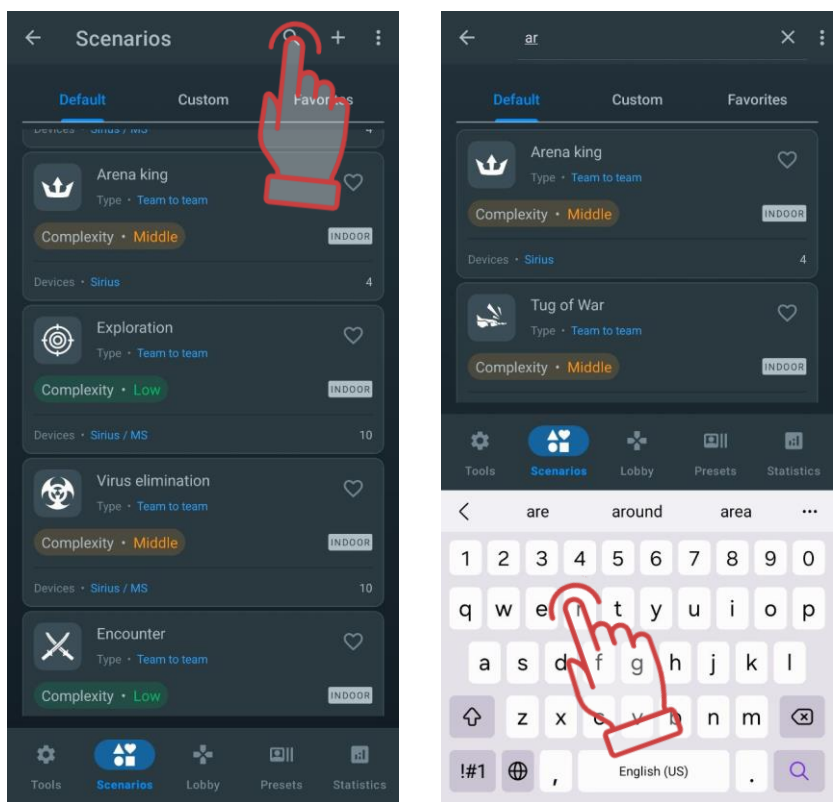 Scenarios
Default Custom Favorites
Devices • Sirius / MS 4
Arena king
Type • Team to team
Complexity • Middle INDOOR
Devices • Sirius 4
Exploration
Type • Team to team
Complexity • Low INDOOR
Devices • Sirius / MS 10
Virus elimination
Type • Team to team
Complexity • Middle INDOOR
Devices • Sirius / MS 10
Encounter
Type • Team to team
Complexity • Low INDOOR
Tools Scenarios Lobby Presets Statistics
ar
Default Custom Favorites
Arena king
Type • Team to team
Complexity • Middle INDOOR
Devices • Sirius 4
Tug of War
Type • Team to team
Complexity • Middle INDOOR
Tools Scenarios Lobby Presets Statistics
are around area ...
1 2 3 4 5 6 7 8 9 0
q w e r t y u i o p
a s d f g h j k l
z x c v b n m
!#1 , English (US) .